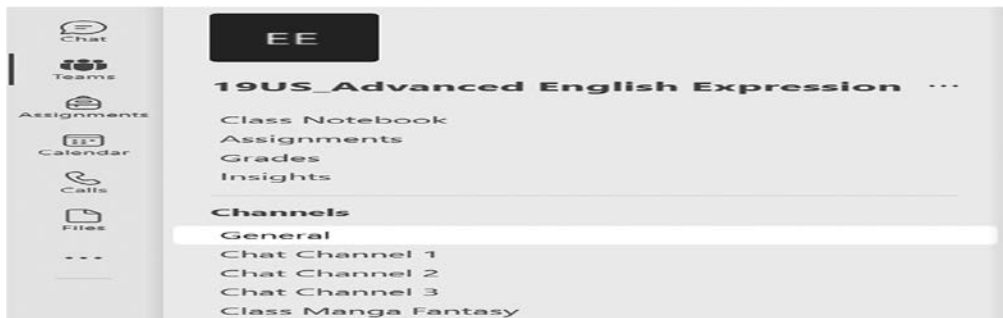 Chat
Teams
Assignments
Calendar
Calls
Files
...
EE
19US_Advanced English Expression ...
Class Notebook
Assignments
Grades
Insights
Channels
General
Chat Channel 1
Chat Channel 2
Chat Channel 3
Class Manga Fantasy